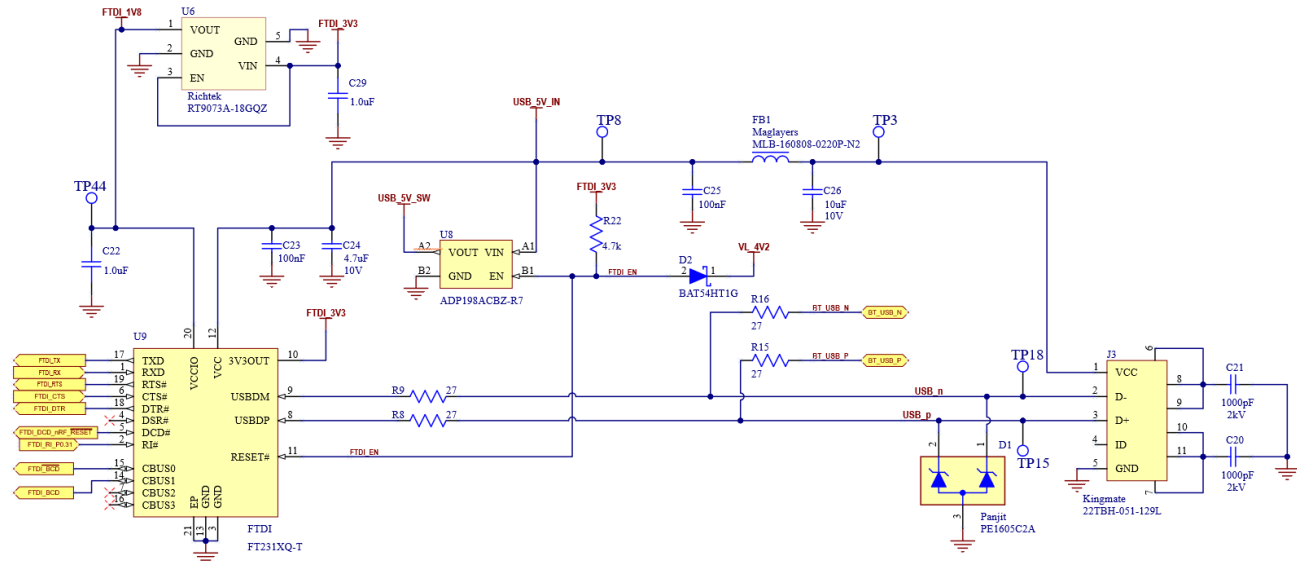 FTDI_1V8
U6
1 VOUT
GND 5
2 GND
VIN 4
3 EN
Richtek
RT9073A-18GQZ
FTDI_3V3
C29
1.0uF
USB_5V_IN
TP8
FB1
Maglayers
MLB-160808-0220P-N2
TP3
TP44
C22
1.0uF
C23
100nF
C24
4.7uF
10V
USB_5V_SW
U8
A2 VOUT VIN A1
B2 GND EN B1
ADP198ACBZ-R7
FTDI_3V3
R22
4.7k
FTDI_EN
C25
100nF
C26
10uF
10V
VL_4V2
D2
2 1
BAT54HT1G
R16
27
BT_USB_N
BT_USB_N
R15
27
BT_USB_P
BT_USB_P
FTDI_3V3
U9
20 VCCIO
12 VCC
FTDI_TX 17 TXD
FTDI_RX 1 RXD
FTDI_RTS 19 RTS#
FTDI_CTS 6 CTS#
FTDI_DTR 18 DTR#
4 DSR#
FTDI_DCD_nRF_RESET 5 DCD#
FTDI_RI_P0.31 2 RI#
FTDI_BCD 15 CBUS0
FTDI_BCD 14 CBUS1
7 CBUS2
16 CBUS3
3V3OUT 10
USBDM 9
USBDP 8
RESET# 11
EP GND GND
21 13 3
FTDI
FT231XQ-T
R9 27
R8 27
FTDI_EN
USB_n
USB_p
TP18
TP15
D1
2 1
3
Panjit
PE1605C2A
J3
1 VCC
2 D-
3 D+
4 ID
5 GND
6
8
9
10
11
7
Kingmate
22TBH-051-129L
C21
1000pF
2kV
C20
1000pF
2kV